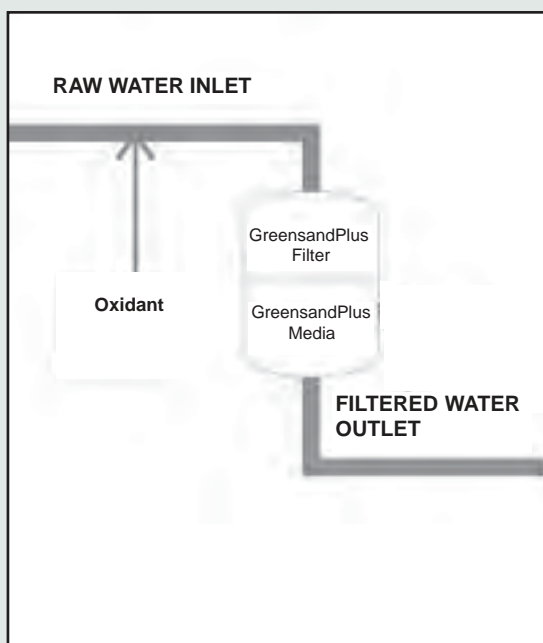 RAW WATER INLET
GreensandPlus
Filter
Oxidant
GreensandPlus
Media
FILTERED WATER
OUTLET